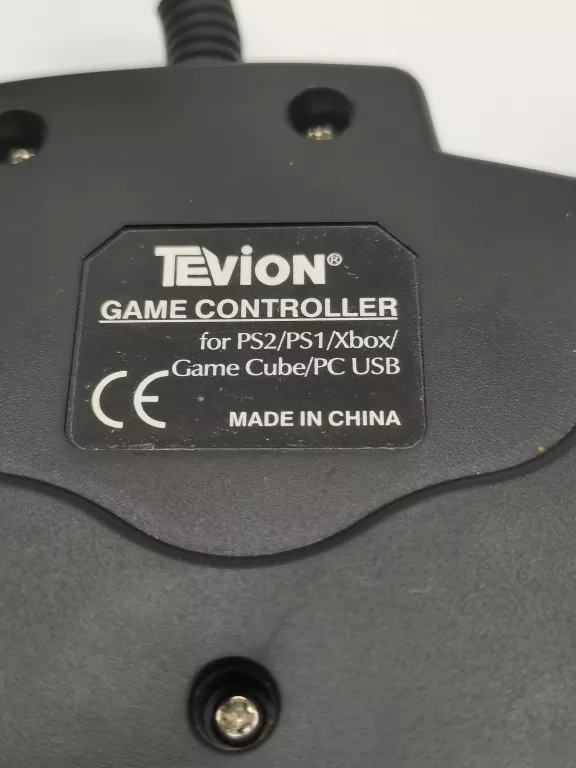 TEViON®
GAME CONTROLLER
for PS2/PS1/Xbox/
Game Cube/PC USB
CE
MADE IN CHINA